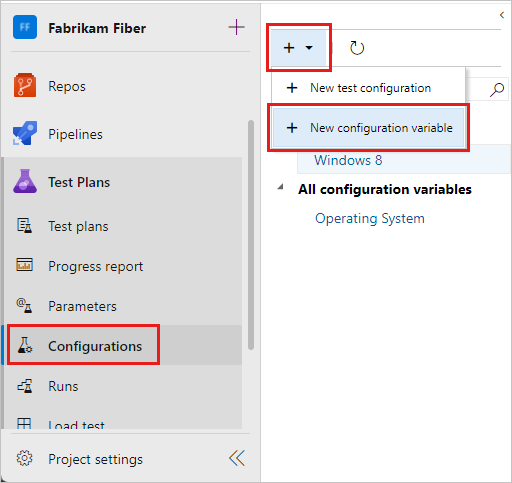 FF Fabrikam Fiber
Repos
Pipelines
Test Plans
Test plans
Progress report
Parameters
Configurations
Runs
Load test
Project settings
New test configuration
New configuration variable
Windows 8
All configuration variables
Operating System